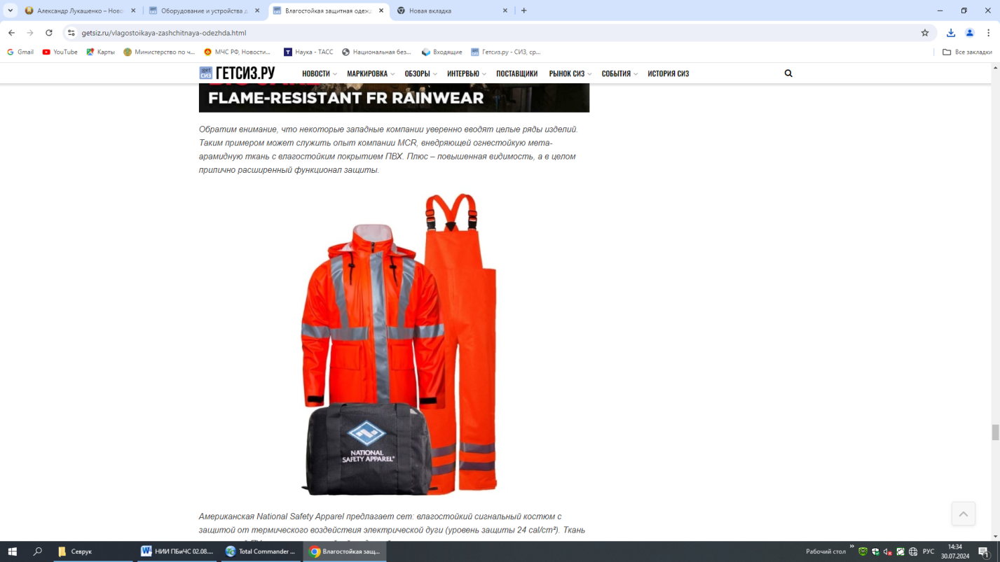 Александр Лукашенко – Ново
Оборудование и устройства д
Влагостойкая защитная одеж
Новая вкладка
getsiz.ru/vlagostoikaya-zashchitnaya-odezhda.html
Gmail
YouTube
Карты
Министерство по ч...
МЧС РФ, Новости...
Наука - ТАСС
Национальная без...
Входящие
Гетсиз.ру - СИЗ, ср...
Все закладки
get СИЗ ГЕТСИЗ.РУ
НОВОСТИ
МАРКИРОВКА
ОБЗОРЫ
ИНТЕРВЬЮ
ПОСТАВЩИКИ
РЫНОК СИЗ
СОБЫТИЯ
ИСТОРИЯ СИЗ
FLAME-RESISTANT FR RAINWEAR
Обратим внимание, что некоторые западные компании уверенно вводят целые ряды изделий.
Таким примером может служить опыт компании MCR, внедряющей огнестойкую мета-
арамидную ткань с влагостойким покрытием ПВХ. Плюс – повышенная видимость, а в целом
прилично расширенный функционал защиты.
NATIONAL
SAFETY APPAREL®
Американская National Safety Apparel предлагает сет: влагостойкий сигнальный костюм с
защитой от термического воздействия электрической дуги (уровень защиты 24 cal/cm²). Ткань
Севрук
НИИ ПБиЧС 02.08....
Total Commander ...
Влагостойкая защ...
Рабочий стол
РУС
14:34
30.07.2024
1